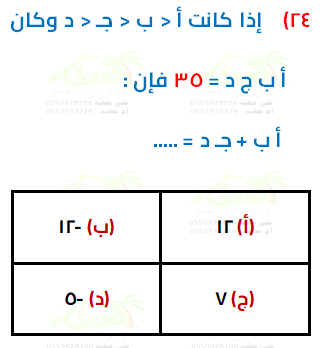 ٢٤) إذا كانت أ < ب < جـ < د وكان
أ ب ج د = ٣٥ فإن :
أ ب + جـ د = .....
(أ) ١٢
(ب) -١٢
(ج) ٧
(د) -٥